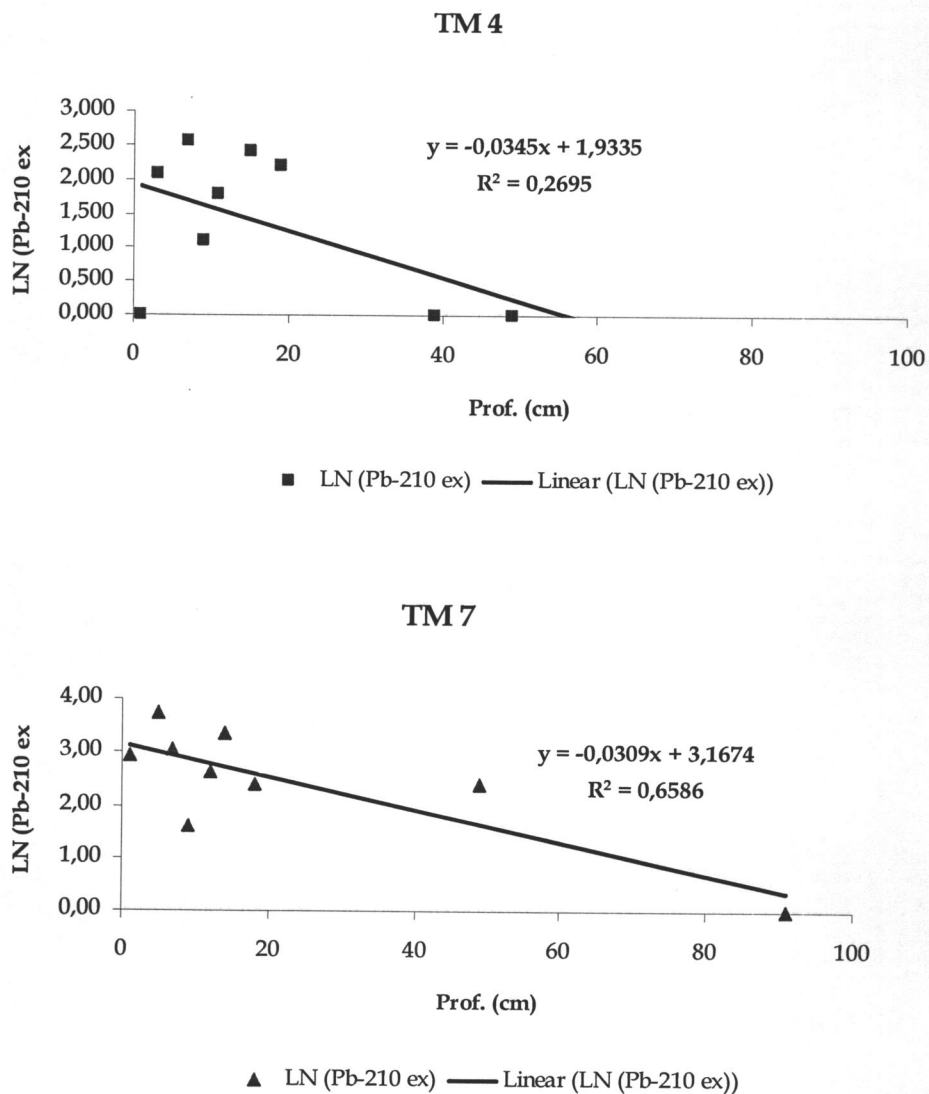 TM 4
3,000
2,500
2,000
1,500
1,000
0,500
0,000
LN (Pb-210 ex
y = -0,0345x + 1,9335
R² = 0,2695
0 20 40 60 80 100
Prof. (cm)
LN (Pb-210 ex) Linear (LN (Pb-210 ex))
TM 7
4,00
3,00
2,00
1,00
0,00
LN (Pb-210 ex
y = -0,0309x + 3,1674
R² = 0,6586
0 20 40 60 80 100
Prof. (cm)
LN (Pb-210 ex) Linear (LN (Pb-210 ex))